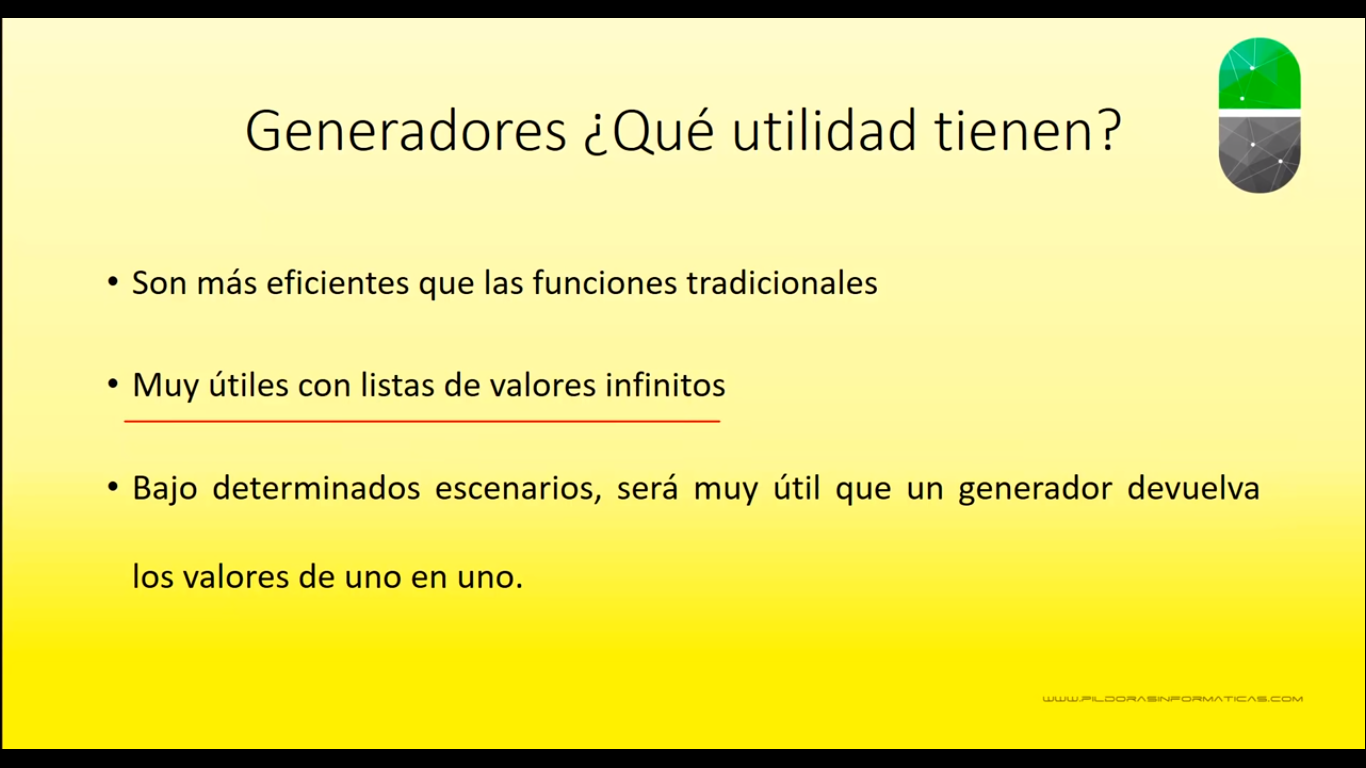 Generadores ¿Qué utilidad tienen?
• Son más eficientes que las funciones tradicionales
• Muy útiles con listas de valores infinitos
• Bajo determinados escenarios, será muy útil que un generador devuelva
los valores de uno en uno.
WWW.PILDORASINFORMATICAS.COM